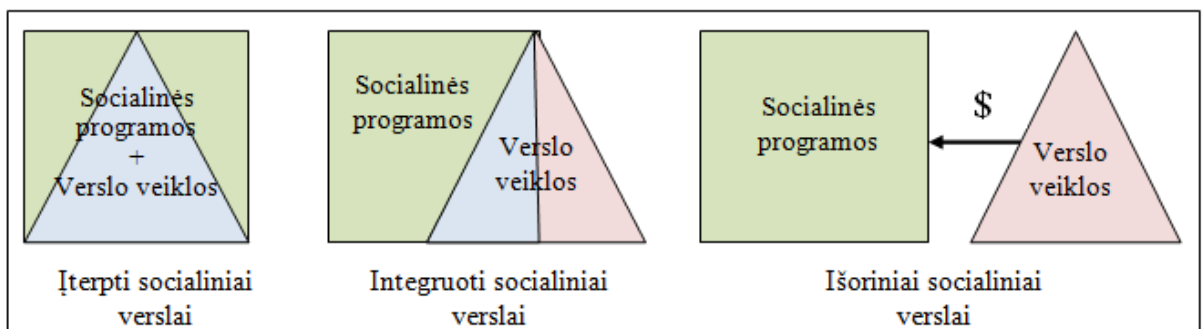 Socialinės
programos
+
Verslo veiklos
Įterpti socialiniai
verslai
Socialinės
programos
Verslo
veiklos
Integruoti socialiniai
verslai
Socialinės
programos
$
Verslo
veiklos
Išoriniai socialiniai
verslai